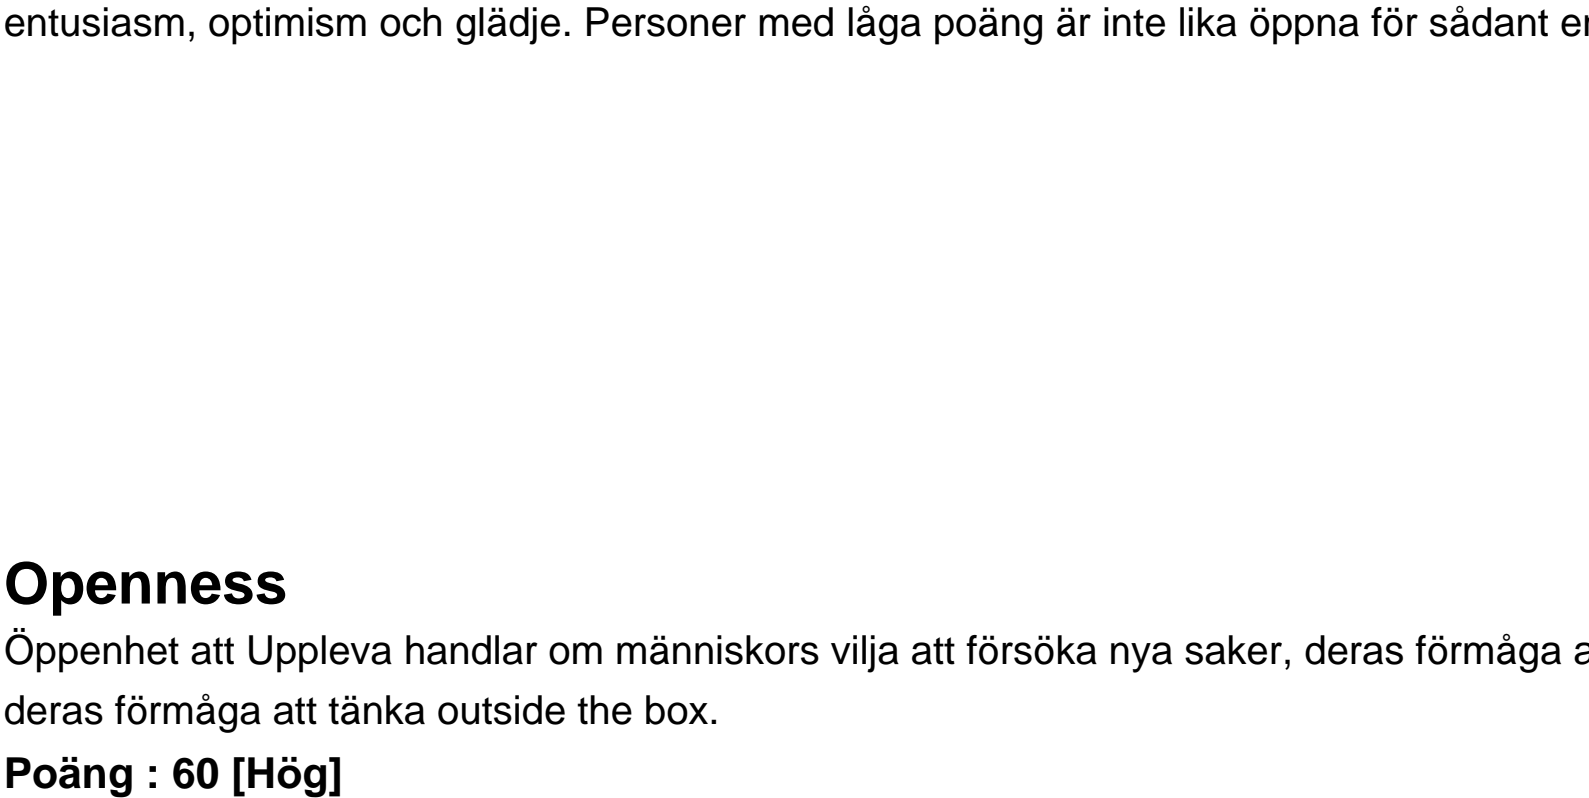 entusiasm, optimism och glädje. Personer med låga poäng är inte lika öppna för sådant
Openness
Öppenhet att Uppleva handlar om människors vilja att försöka nya saker, deras förmåga
deras förmåga att tänka outside the box.
Poäng : 60 [Hög]